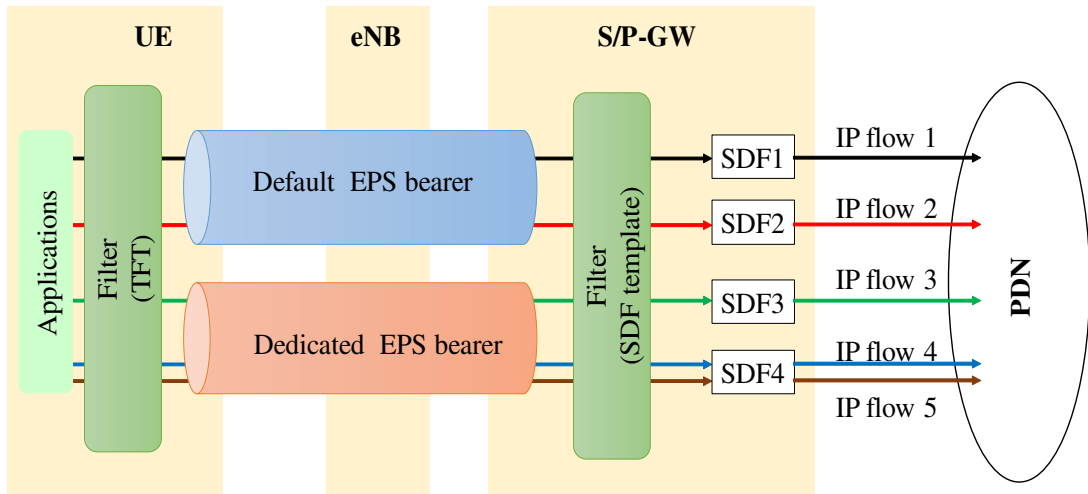 UE
eNB
S/P-GW
Applications
Filter
(TFT)
Default EPS bearer
Dedicated EPS bearer
Filter
(SDF template)
SDF1
SDF2
SDF3
SDF4
IP flow 1
IP flow 2
IP flow 3
IP flow 4
IP flow 5
PDN